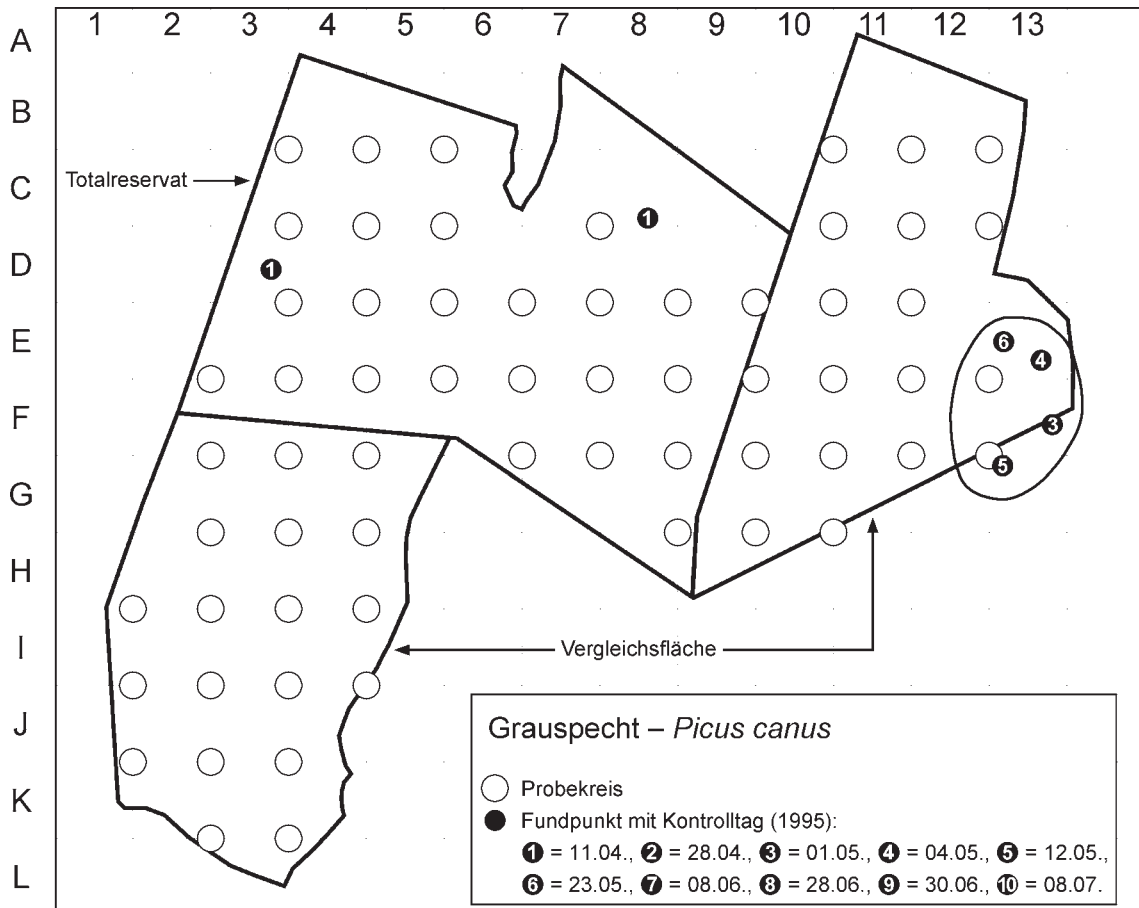 1 2 3 4 5 6 7 8 9 10 11 12 13
A
B
C
D
E
F
G
H
I
J
K
L
Totalreservat
1
1
6
4
3
5
Vergleichsfläche
Grauspecht – Picus canus
Probekreis
Fundpunkt mit Kontrolltag (1995):
1 = 11.04., 2 = 28.04., 3 = 01.05., 4 = 04.05., 5 = 12.05.,
6 = 23.05., 7 = 08.06., 8 = 28.06., 9 = 30.06., 10 = 08.07.